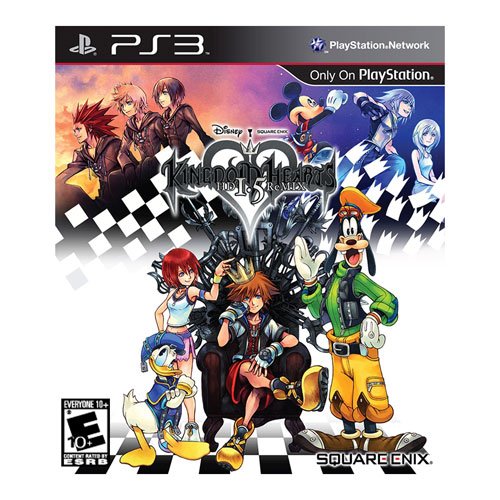 PS3
PlayStation®Network
Only On PlayStation®
Disney
SQUARE ENIX
KINGDOM HEARTS
HD 1.5 ReMIX
EVERYONE 10+
E
10+
CONTENT RATED BY
ESRB
SQUARE ENIX®